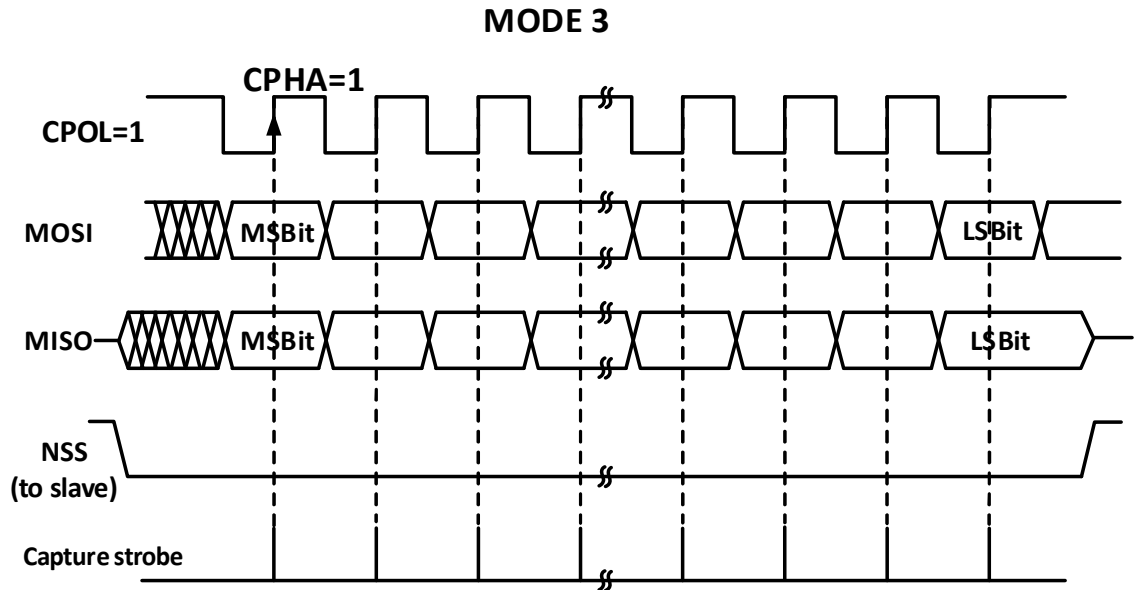 MODE 3
CPHA=1
CPOL=1
MOSI
MSBit
LSBit
MISO
MSBit
LSBit
NSS
(to slave)
Capture strobe